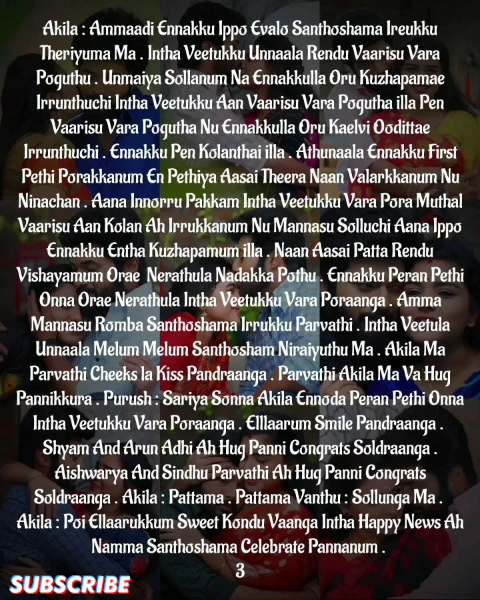 Akila : Ammaadi Ennakku Ippo Evalo Santhoshama Ireukku
Theriyuma Ma . Intha Veetukku Unnaala Rendu Vaarisu Vara
Poguthu . Unmaiya Sollanum Na Ennakkulla Oru Kuzhapamae
Irrunthuchi Intha Veetukku Aan Vaarisu Vara Pogutha illa Pen
Vaarisu Vara Pogutha Nu Ennakkulla Oru Kaelvi Oodittae
Irrunthuchi . Ennakku Pen Kolanthai illa . Athunaala Ennakku First
Pethi Porakkanum En Pethiya Aasai Theera Naan Valarkkanum Nu
Ninachan . Aana Innorru Pakkam Intha Veetukku Vara Pora Muthal
Vaarisu Aan Kolan Ah Irrukkanum Nu Mannasu Solluchi Aana Ippo
Ennakku Entha Kuzhapamum illa . Naan Aasai Patta Rendu
Vishayamum Orae Nerathula Nadakka Pothu . Ennakku Peran Pethi
Onna Orae Nerathula Intha Veetukku Vara Poraanga . Amma
Mannasu Romba Santhoshama Irrukku Parvathi . Intha Veetula
Unnaala Melum Melum Santhosham Niraiyuthu Ma . Akila Ma
Parvathi Cheeks la Kiss Pandraanga . Parvathi Akila Ma Va Hug
Pannikkura . Purush : Sariya Sonna Akila Ennoda Peran Pethi Onna
Intha Veetukku Vara Poraanga . Elllaarum Smile Pandraanga .
Shyam And Arun Adhi Ah Hug Panni Congrats Soldraanga .
Aishwarya And Sindhu Parvathi Ah Hug Panni Congrats
Soldraanga . Akila : Pattama . Pattama Vanthu : Sollunga Ma .
Akila : Poi Ellaarukkum Sweet Kondu Vaanga Intha Happy News Ah
Namma Santhoshama Celebrate Pannanum .
3
SUBSCRIBE